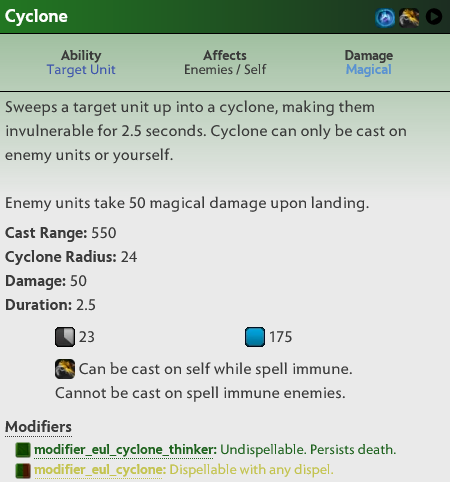 Cyclone
Ability
Target Unit
Affects
Enemies / Self
Damage
Magical
Sweeps a target unit up into a cyclone, making them
invulnerable for 2.5 seconds. Cyclone can only be cast on
enemy units or yourself.
Enemy units take 50 magical damage upon landing.
Cast Range: 550
Cyclone Radius: 24
Damage: 50
Duration: 2.5
23
175
Can be cast on self while spell immune.
Cannot be cast on spell immune enemies.
Modifiers
modifier_eul_cyclone_thinker: Undispellable. Persists death.
modifier_eul_cyclone: Dispellable with any dispel.